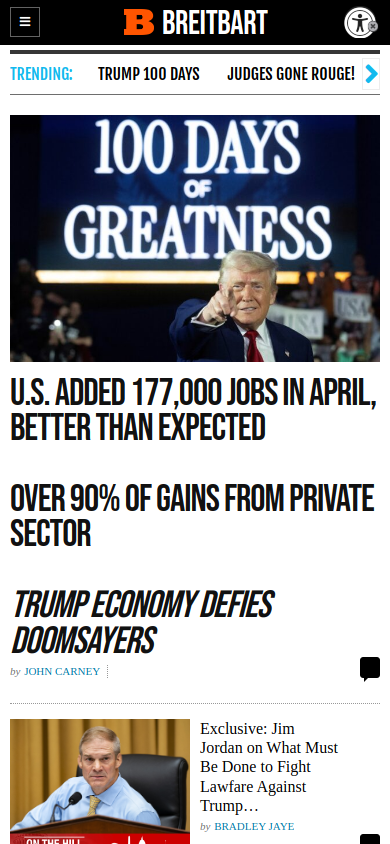 BREITBART
TRENDING:
TRUMP 100 DAYS
JUDGES GONE ROUGE!
100 DAYS
OF
GREATNESS
USA
USA
U.S. ADDED 177,000 JOBS IN APRIL,
BETTER THAN EXPECTED
OVER 90% OF GAINS FROM PRIVATE
SECTOR
TRUMP ECONOMY DEFIES
DOOMSAYERS
by JOHN CARNEY
Exclusive: Jim
Jordan on What Must
Be Done to Fight
Lawfare Against
Trump…
by BRADLEY JAYE
ON THE HILL